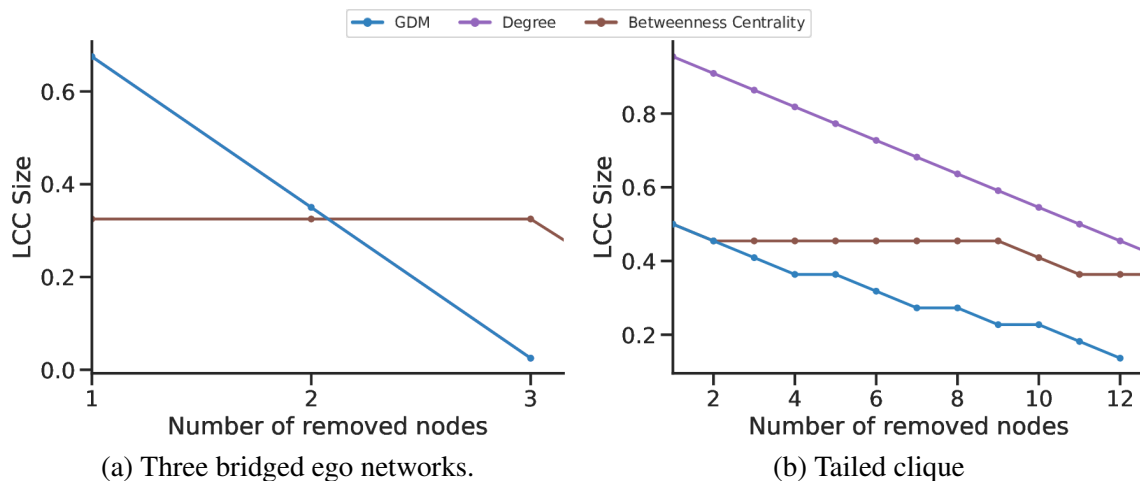 GDM Degree Betweenness Centrality
LCC Size
0.6
0.4
0.2
0.0
1 2 3
Number of removed nodes
(a) Three bridged ego networks.
LCC Size
0.8
0.6
0.4
0.2
2 4 6 8 10 12
Number of removed nodes
(b) Tailed clique